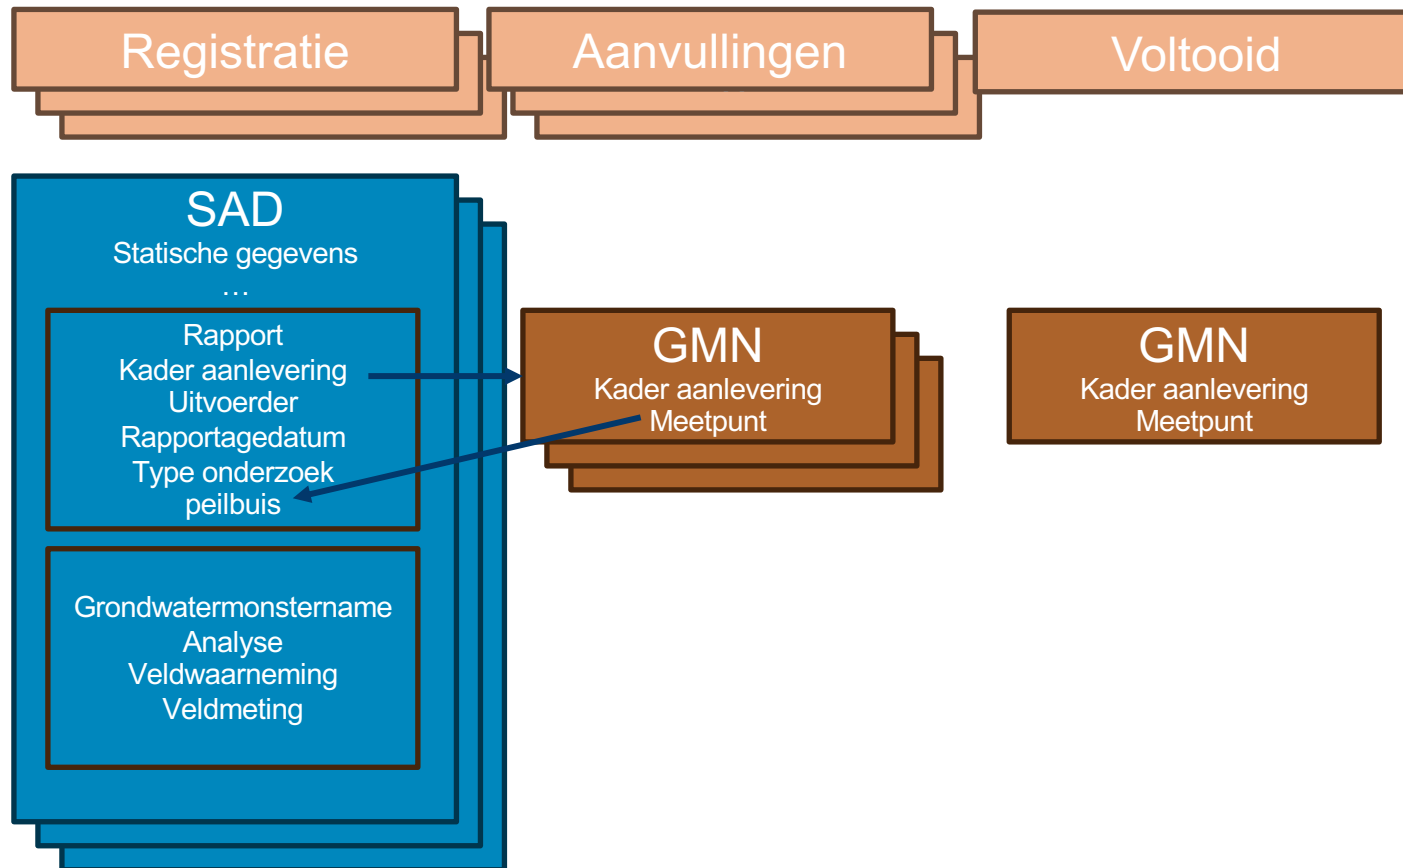 Registratie
Aanvullingen
Voltooid
SAD
Statische gegevens
…
Rapport
Kader aanlevering
Uitvoerder
Rapportagedatum
Type onderzoek
peilbuis
Grondwatermonstername
Analyse
Veldwaarneming
Veldmeting
GMN
Kader aanlevering
Meetpunt
GMN
Kader aanlevering
Meetpunt